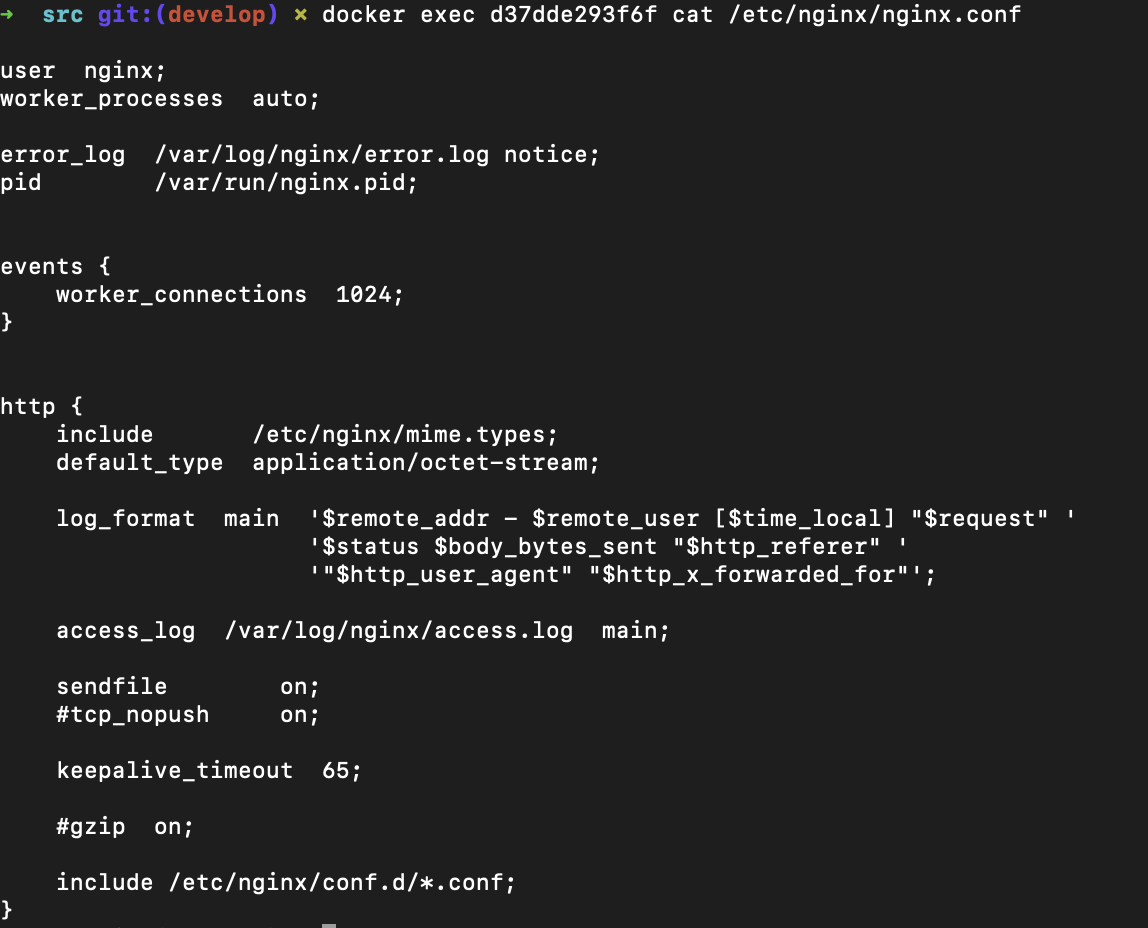 →  src git:(develop) ✗ docker exec d37dde293f6f cat /etc/nginx/nginx.conf
user  nginx;
worker_processes  auto;
error_log  /var/log/nginx/error.log notice;
pid        /var/run/nginx.pid;
events {
    worker_connections  1024;
}
http {
    include       /etc/nginx/mime.types;
    default_type  application/octet-stream;
    log_format  main  '$remote_addr - $remote_user [$time_local] "$request" '
                      '$status $body_bytes_sent "$http_referer" '
                      '"$http_user_agent" "$http_x_forwarded_for"';
    access_log  /var/log/nginx/access.log  main;
    sendfile        on;
    #tcp_nopush     on;
    keepalive_timeout  65;
    #gzip  on;
    include /etc/nginx/conf.d/*.conf;
}